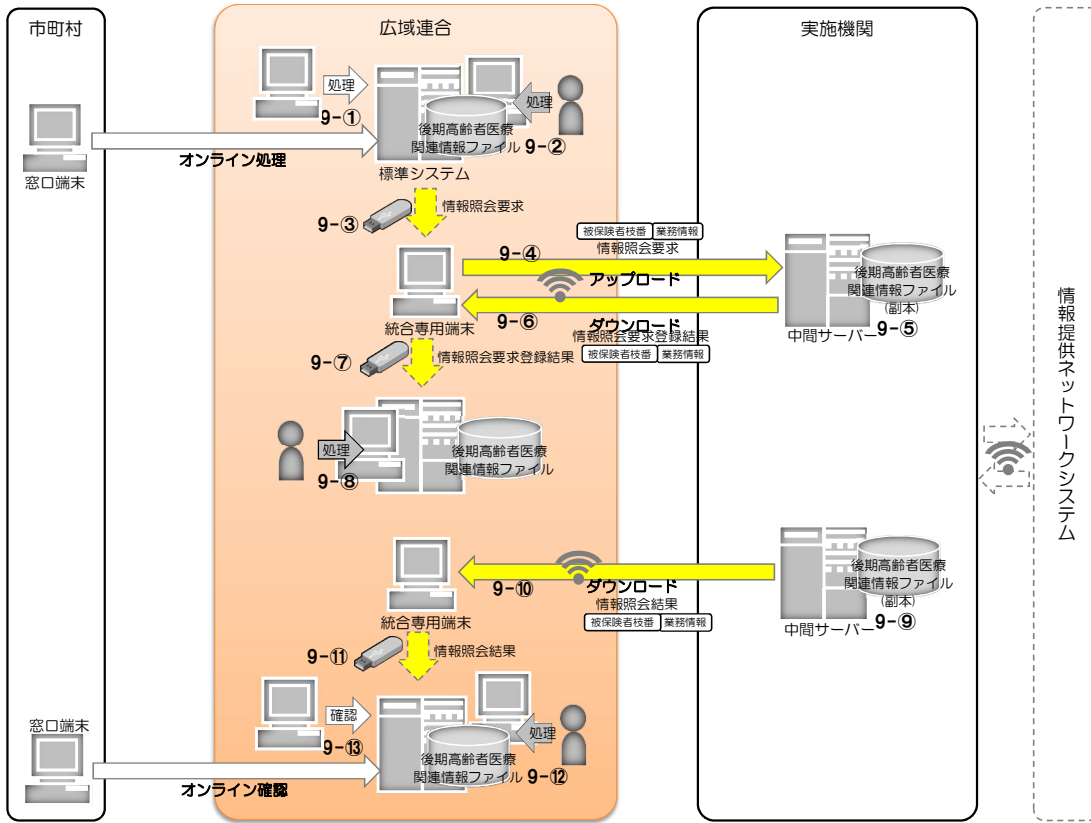 市町村
広域連合
実施機関
処理
9-①
処理
後期高齢者医療
関連情報ファイル
9-②
標準システム
窓口端末
オンライン処理
9-③
情報照会要求
被保険者枝番
業務情報
情報照会要求
9-④
アップロード
9-⑥
ダウンロード
情報照会要求登録結果
被保険者枝番
業務情報
統合専用端末
後期高齢者医療
関連情報ファイル
(副本)
9-⑤
中間サーバー
9-⑦
情報照会要求登録結果
処理
9-⑧
後期高齢者医療
関連情報ファイル
情報提供ネットワークシステム
9-⑩
ダウンロード
情報照会結果
被保険者枝番
業務情報
統合専用端末
後期高齢者医療
関連情報ファイル
(副本)
9-⑨
中間サーバー
9-⑪
情報照会結果
確認
9-⑬
処理
後期高齢者医療
関連情報ファイル
9-⑫
窓口端末
オンライン確認